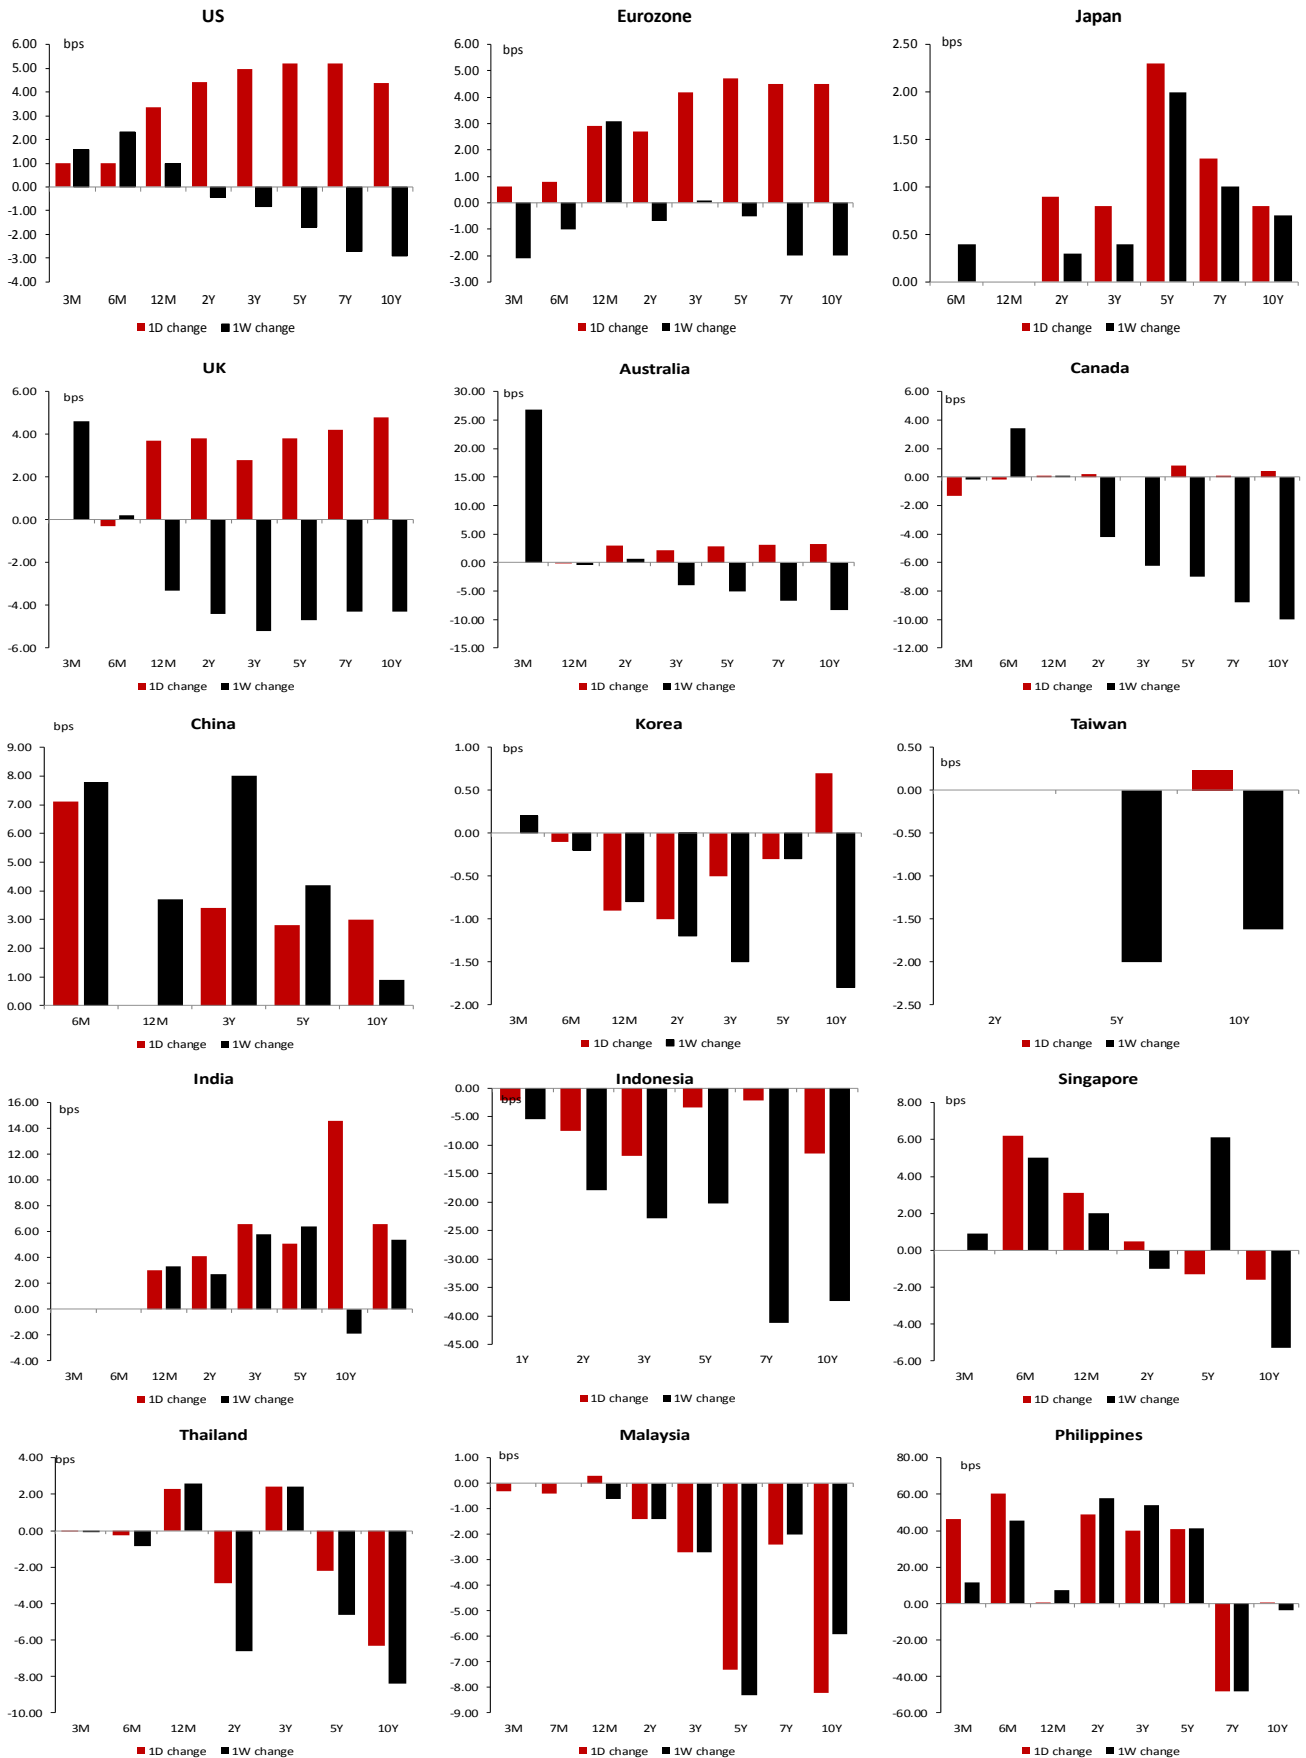 US
bps
6.00
5.00
4.00
3.00
2.00
1.00
0.00
-1.00
-2.00
-3.00
-4.00
3M 6M 12M 2Y 3Y 5Y 7Y 10Y
1D change 1W change
Eurozone
bps
6.00
5.00
4.00
3.00
2.00
1.00
0.00
-1.00
-2.00
-3.00
3M 6M 12M 2Y 3Y 5Y 7Y 10Y
1D change 1W change
Japan
bps
2.50
2.00
1.50
1.00
0.50
0.00
6M 12M 2Y 3Y 5Y 7Y 10Y
1D change 1W change
UK
bps
6.00
4.00
2.00
0.00
-2.00
-4.00
-6.00
3M 6M 12M 2Y 3Y 5Y 7Y 10Y
1D change 1W change
Australia
bps
30.00
25.00
20.00
15.00
10.00
5.00
0.00
-5.00
-10.00
-15.00
3M 12M 2Y 3Y 5Y 7Y 10Y
1D change 1W change
Canada
bps
6.00
4.00
2.00
0.00
-2.00
-4.00
-6.00
-8.00
-10.00
-12.00
3M 6M 12M 2Y 3Y 5Y 7Y 10Y
1D change 1W change
China
bps
9.00
8.00
7.00
6.00
5.00
4.00
3.00
2.00
1.00
0.00
6M 12M 3Y 5Y 10Y
1D change 1W change
Korea
bps
1.00
0.50
0.00
-0.50
-1.00
-1.50
-2.00
3M 6M 12M 2Y 3Y 5Y 10Y
1D change 1W change
Taiwan
bps
0.50
0.00
-0.50
-1.00
-1.50
-2.00
-2.50
2Y 5Y 10Y
1D change 1W change
India
bps
16.00
14.00
12.00
10.00
8.00
6.00
4.00
2.00
0.00
-2.00
-4.00
3M 6M 12M 2Y 3Y 5Y 10Y
1D change 1W change
Indonesia
bps
0.00
-5.00
-10.00
-15.00
-20.00
-25.00
-30.00
-35.00
-40.00
-45.00
1Y 2Y 3Y 5Y 7Y 10Y
1D change 1W change
Singapore
bps
8.00
6.00
4.00
2.00
0.00
-2.00
-4.00
-6.00
3M 6M 12M 2Y 5Y 10Y
1D change 1W change
Thailand
bps
4.00
2.00
0.00
-2.00
-4.00
-6.00
-8.00
-10.00
3M 6M 12M 2Y 3Y 5Y 10Y
1D change 1W change
Malaysia
bps
1.00
0.00
-1.00
-2.00
-3.00
-4.00
-5.00
-6.00
-7.00
-8.00
-9.00
3M 7M 12M 2Y 3Y 5Y 7Y 10Y
1D change 1W change
Philippines
bps
80.00
60.00
40.00
20.00
0.00
-20.00
-40.00
-60.00
3M 6M 12M 2Y 3Y 5Y 7Y 10Y
1D change 1W change